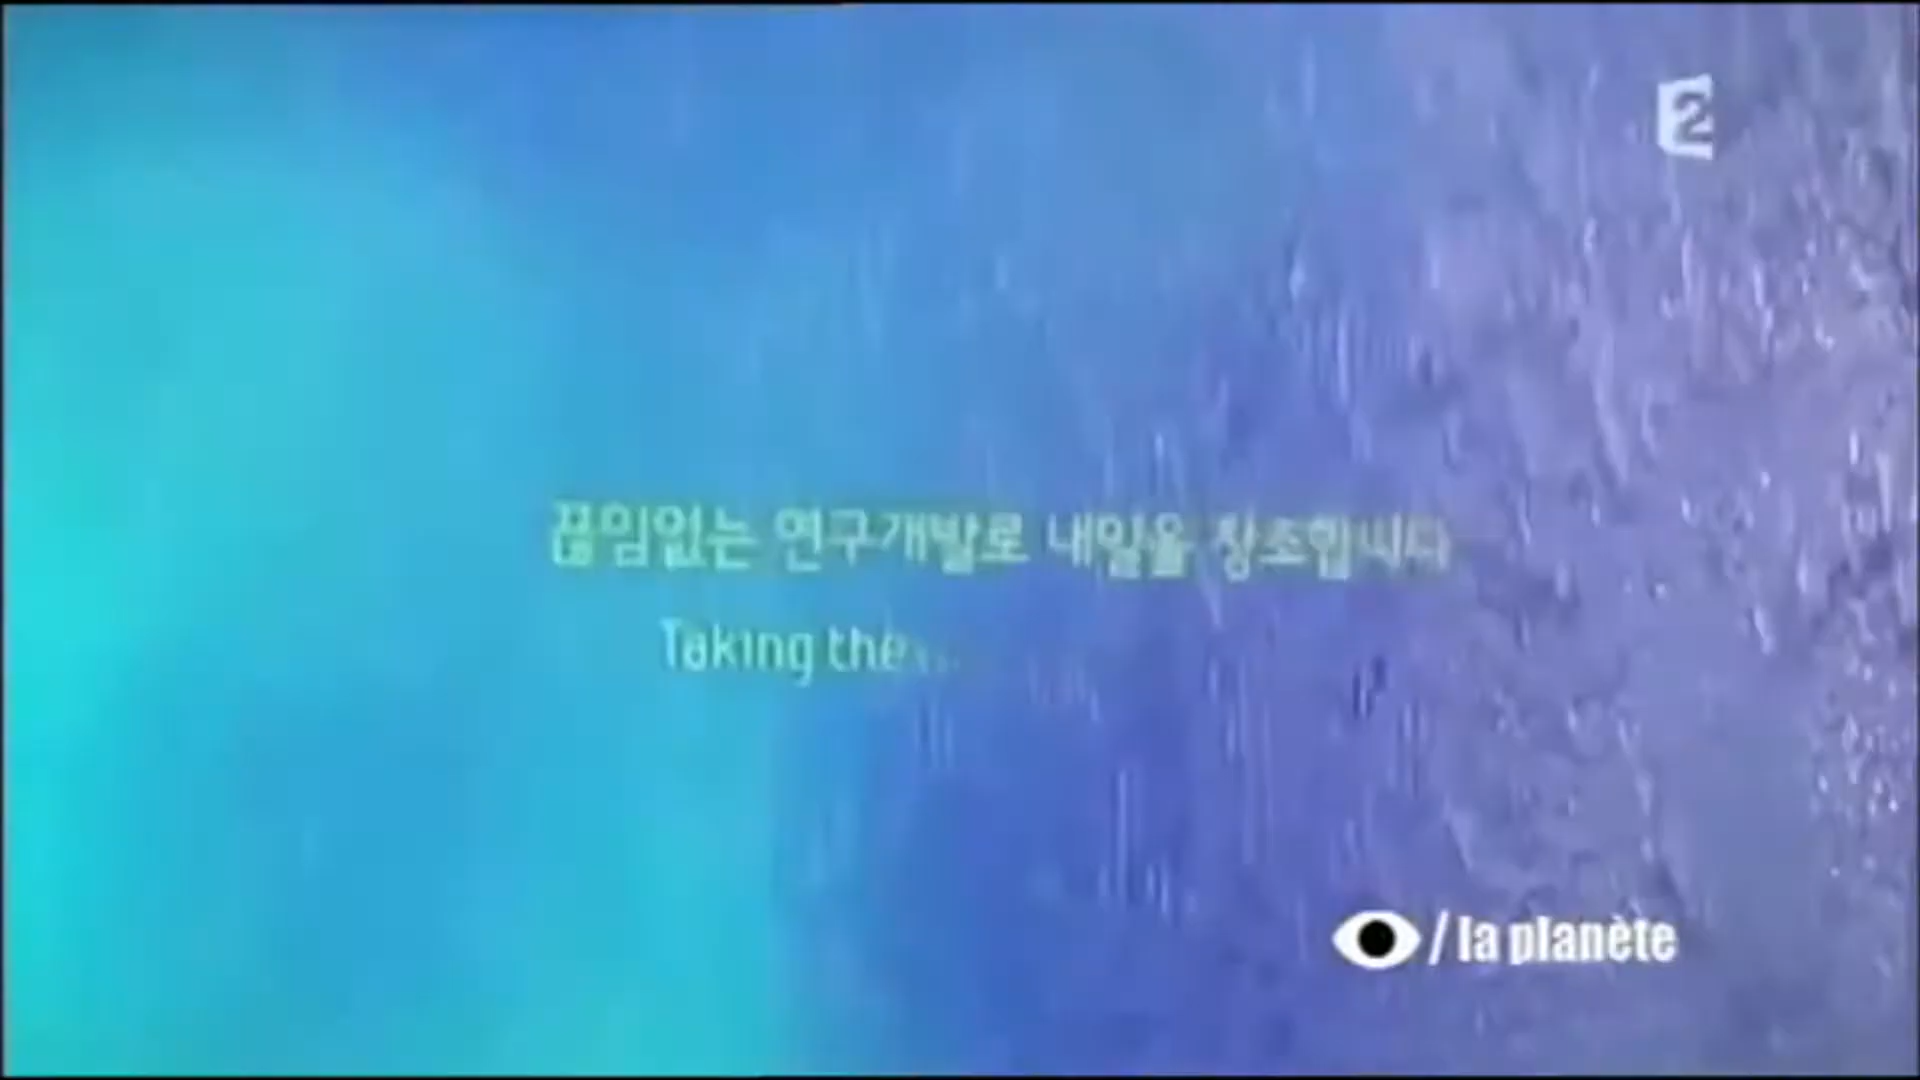 2
끊임없는 연구개발로 내일을 창조합시다
Taking the
/ la planète